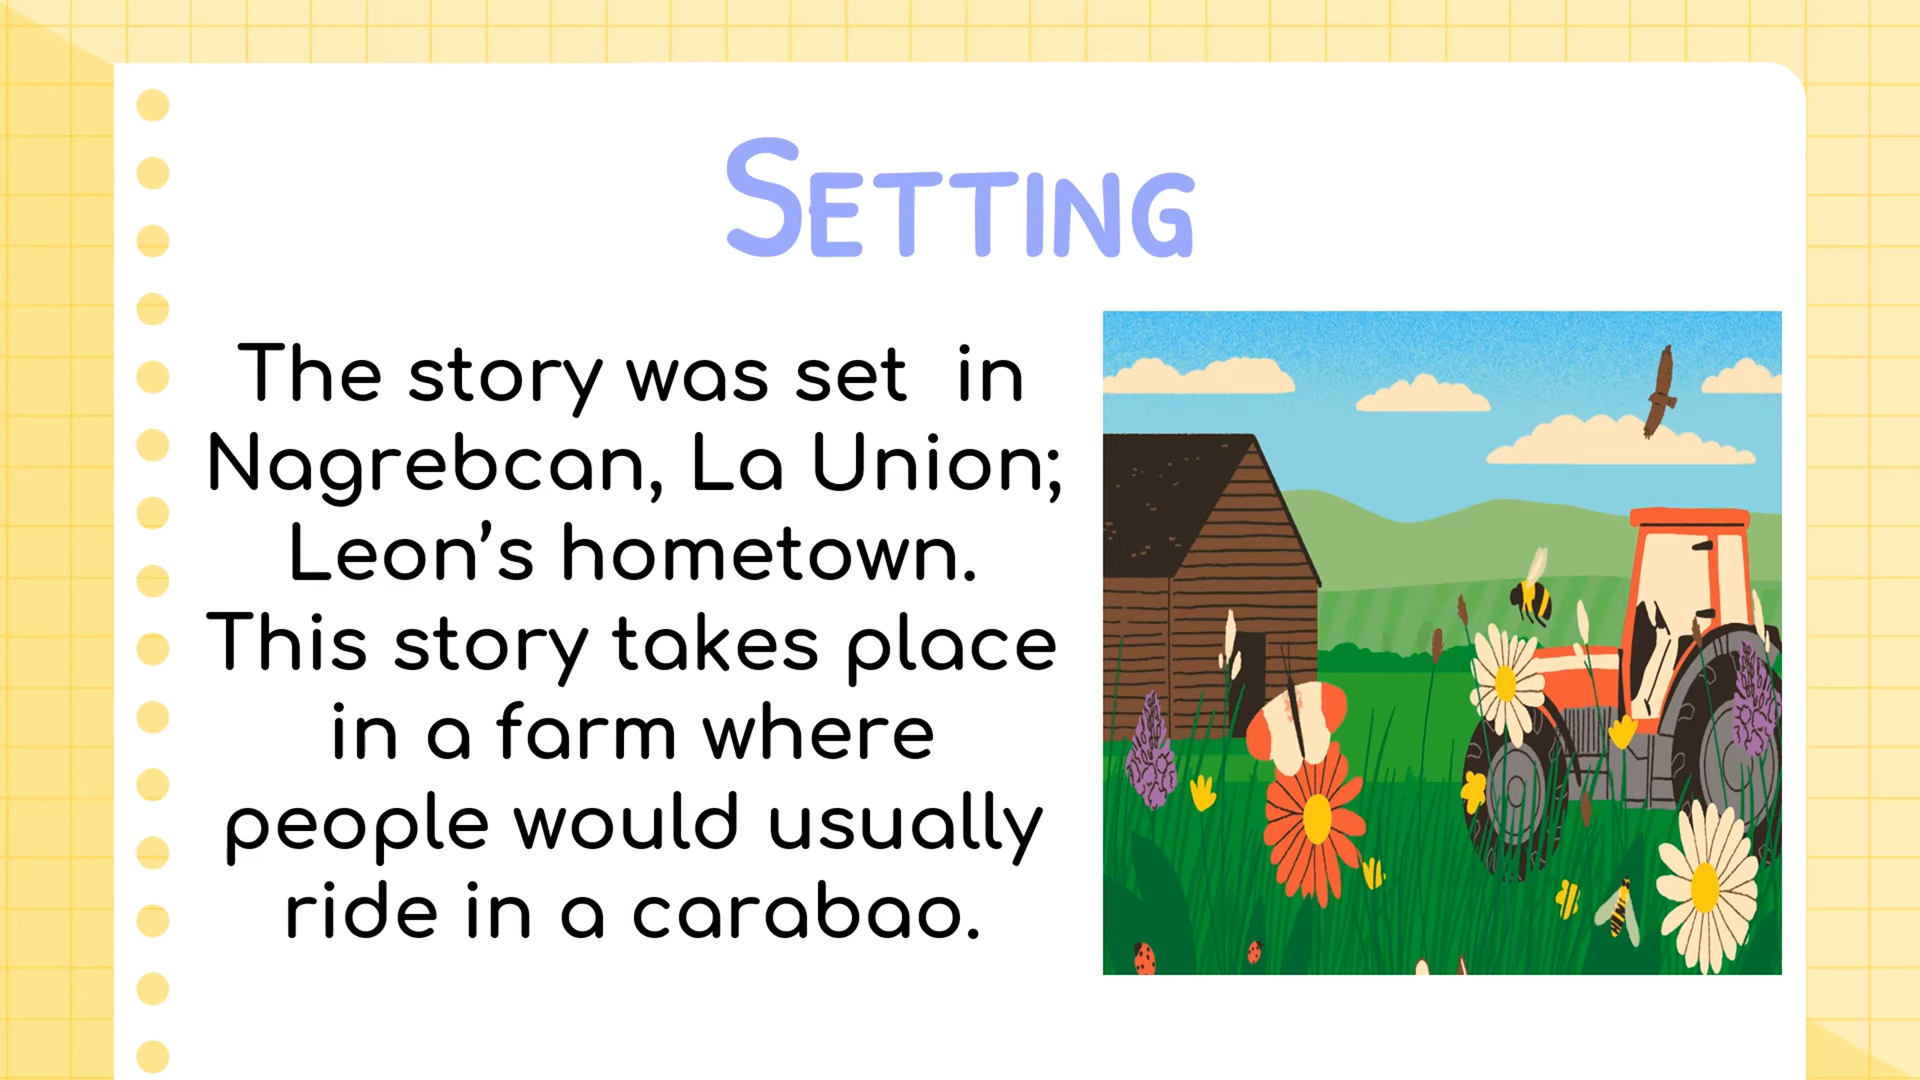 SETTING
The story was set  in
Nagrebcan, La Union;
Leon’s hometown.
This story takes place
in a farm where
people would usually
ride in a carabao.